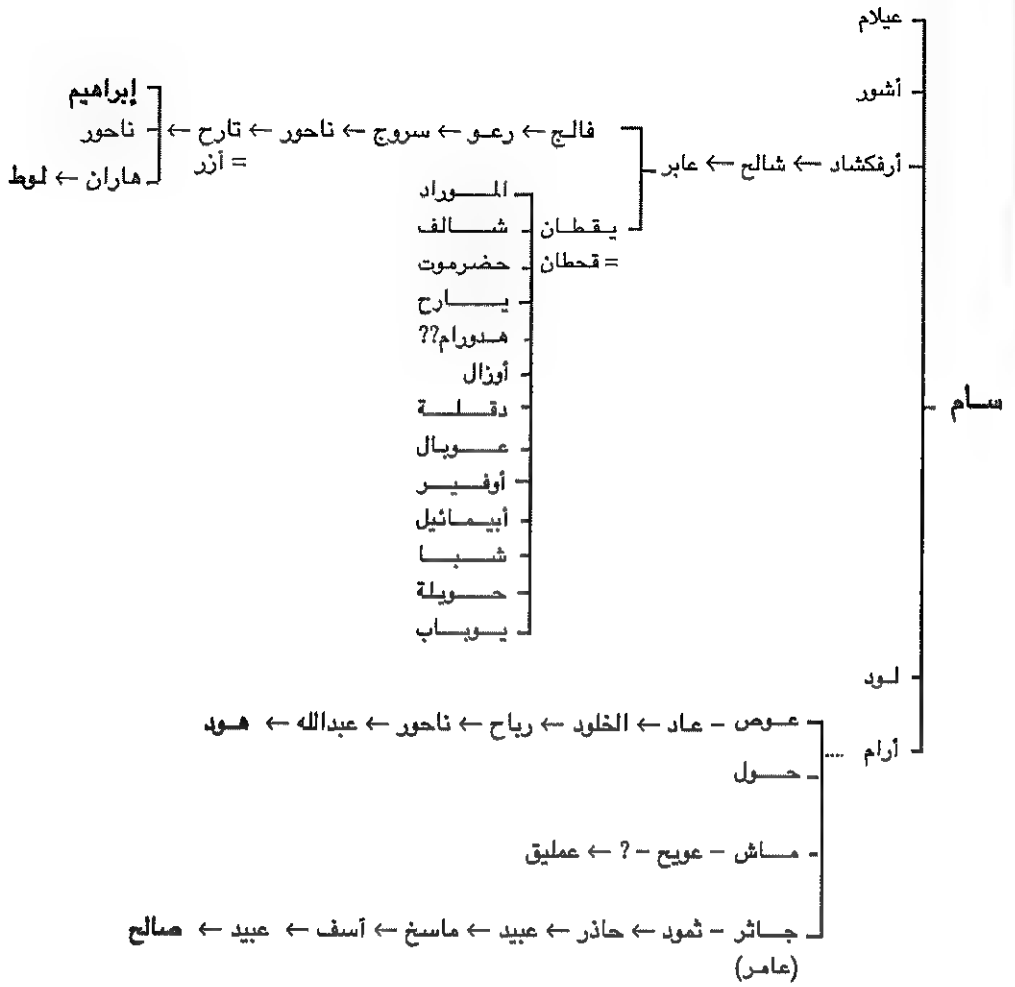 عيلام
أشور
إبراهيم
فالج ← رعو ← سروج ← ناحور ← تارح ← ناحور
= أزر
أرفكشاد ← شالح ← عابر
هاران ← لوط
الموراد
يقطان
شالف
= قحطان
حضرموت
يارح
هدورام??
أوزال
دقلة
سام
عوبال
أوفير
أبيمائيل
شبا
حويلة
يوباب
لود
عوص – عاد ← الخلود ← رباح ← ناحور ← عبدالله ← هود
أرام ....
حول
ماش – عويج – ? ← عمليق
جاثر – ثمود ← حاذر ← عبيد ← ماسخ ← آسف ← عبيد ← صالح
(عامر)